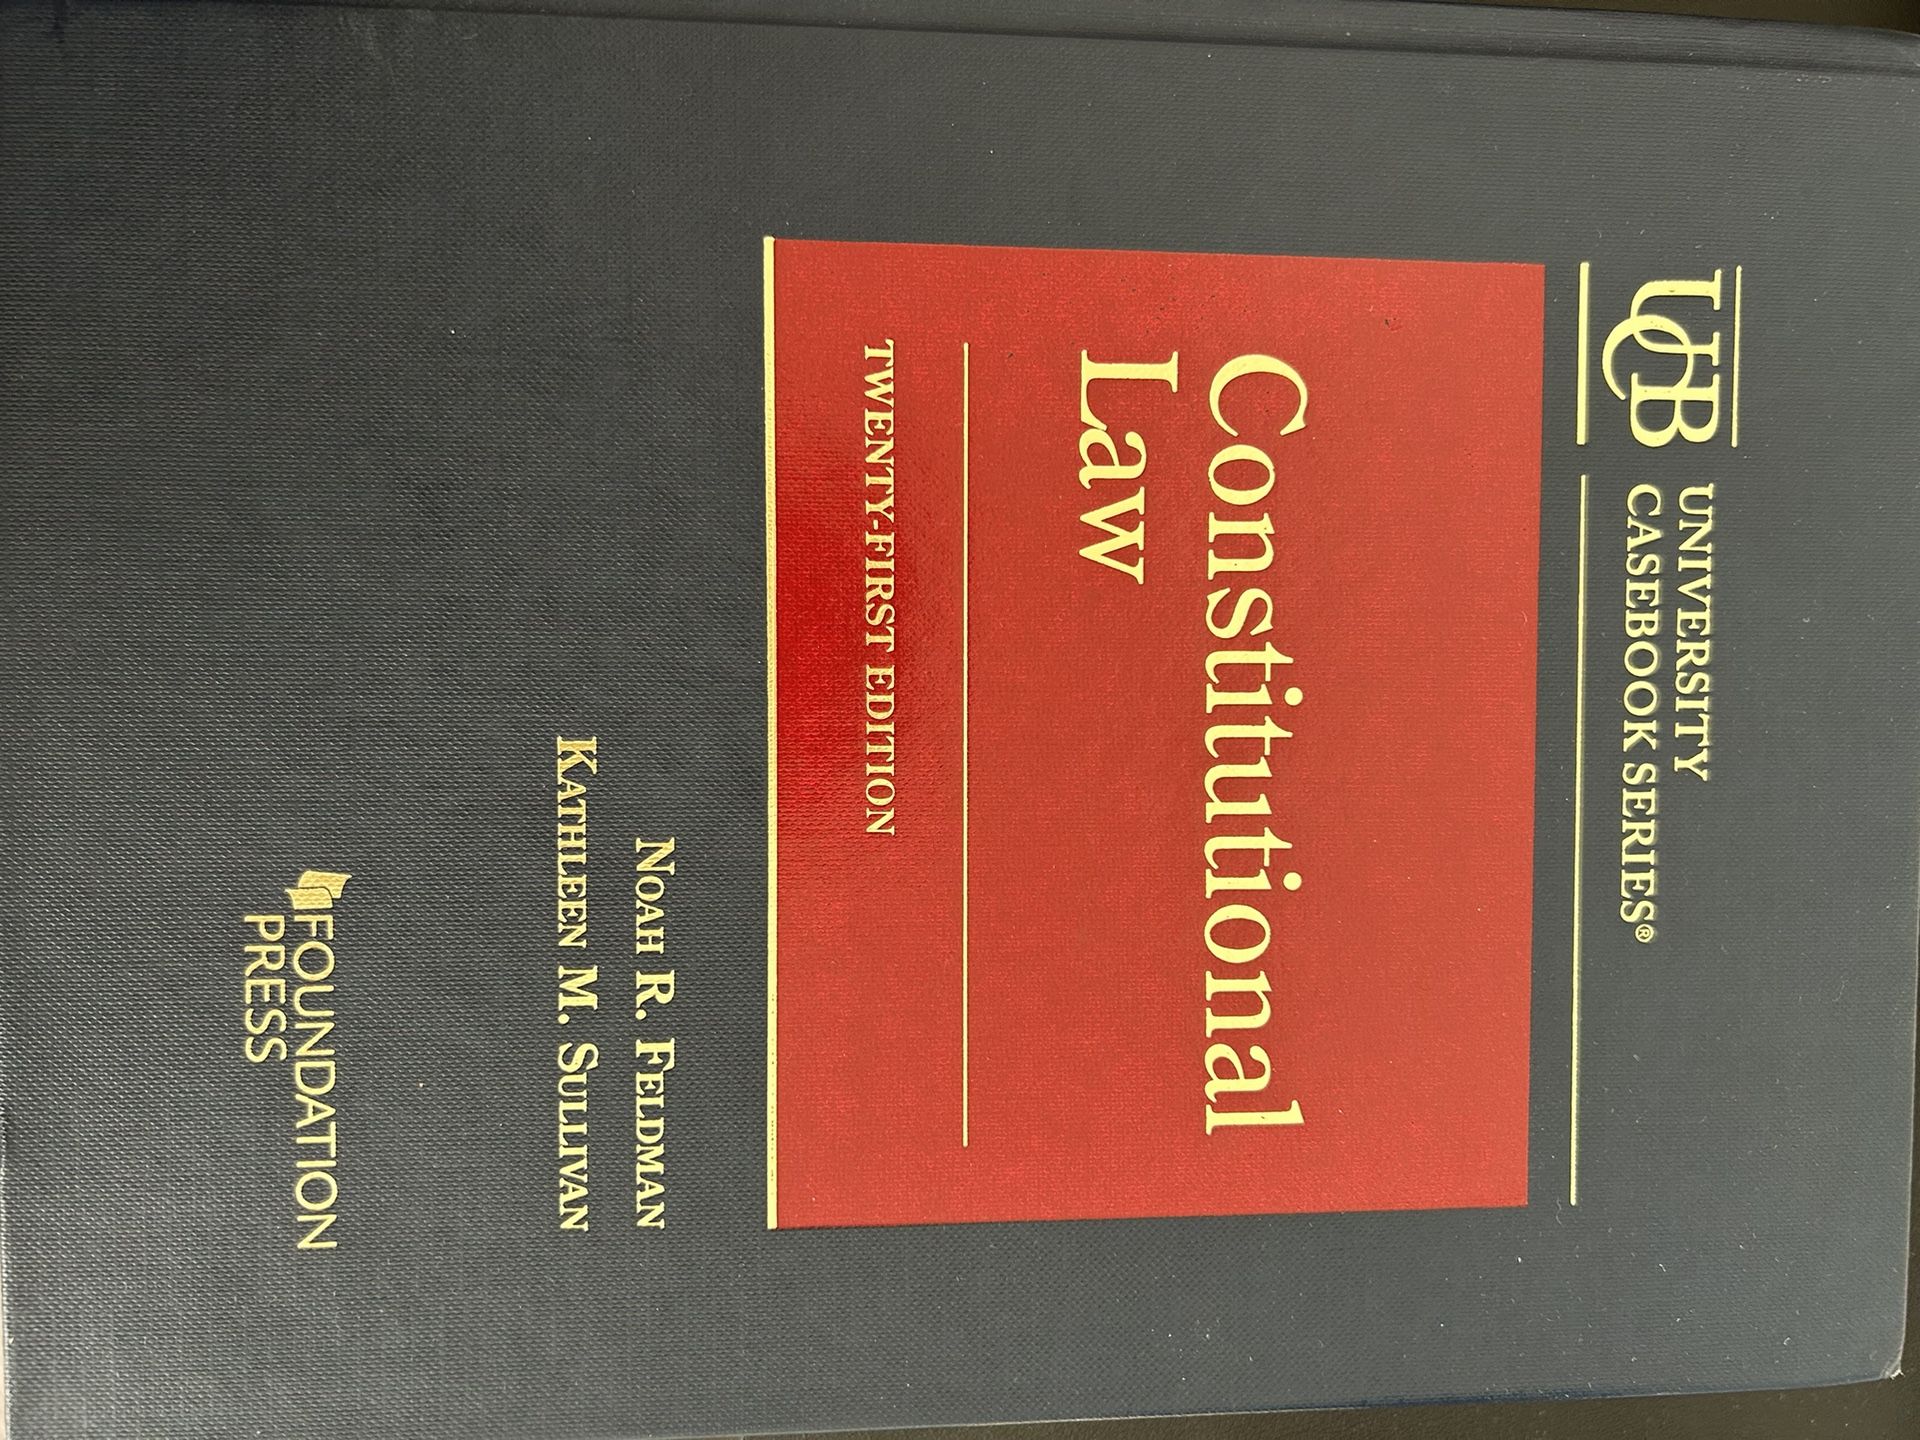 UCB
UNIVERSITY
CASEBOOK SERIES®
Constitutional
Law
TWENTY-FIRST EDITION
NOAH R. FELDMAN
KATHLEEN M. SULLIVAN
FOUNDATION
PRESS